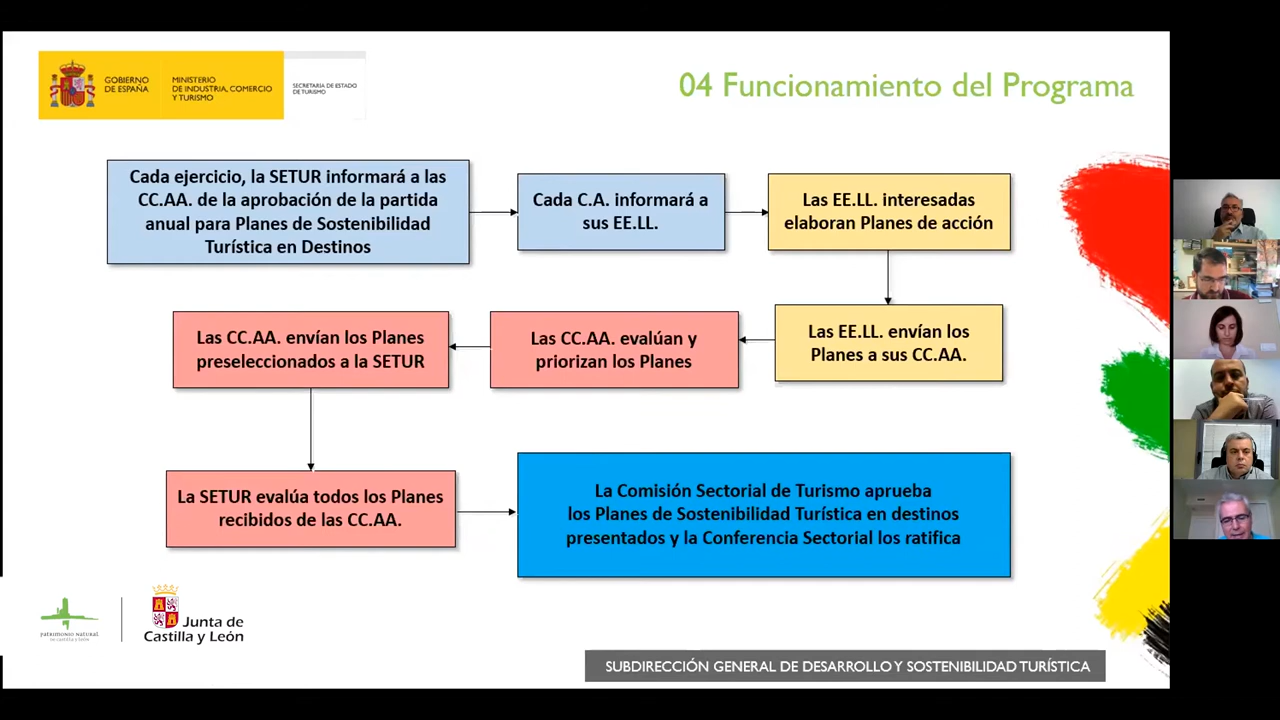 GOBIERNO
DE ESPAÑA
MINISTERIO
DE INDUSTRIA, COMERCIO
Y TURISMO
SECRETARÍA DE ESTADO
DE TURISMO
04 Funcionamiento del Programa
Cada ejercicio, la SETUR informará a las
CC.AA. de la aprobación de la partida
anual para Planes de Sostenibilidad
Turística en Destinos
Cada C.A. informará a
sus EE.LL.
Las EE.LL. interesadas
elaboran Planes de acción
Las EE.LL. envían los
Planes a sus CC.AA.
Las CC.AA. evalúan y
priorizan los Planes
Las CC.AA. envían los Planes
preseleccionados a la SETUR
La SETUR evalúa todos los Planes
recibidos de las CC.AA.
La Comisión Sectorial de Turismo aprueba
los Planes de Sostenibilidad Turística en destinos
presentados y la Conferencia Sectorial los ratifica
PATRIMONIO NATURAL
de castilla y león
Junta de
Castilla y León
SUBDIRECCIÓN GENERAL DE DESARROLLO Y SOSTENIBILIDAD TURÍSTICA